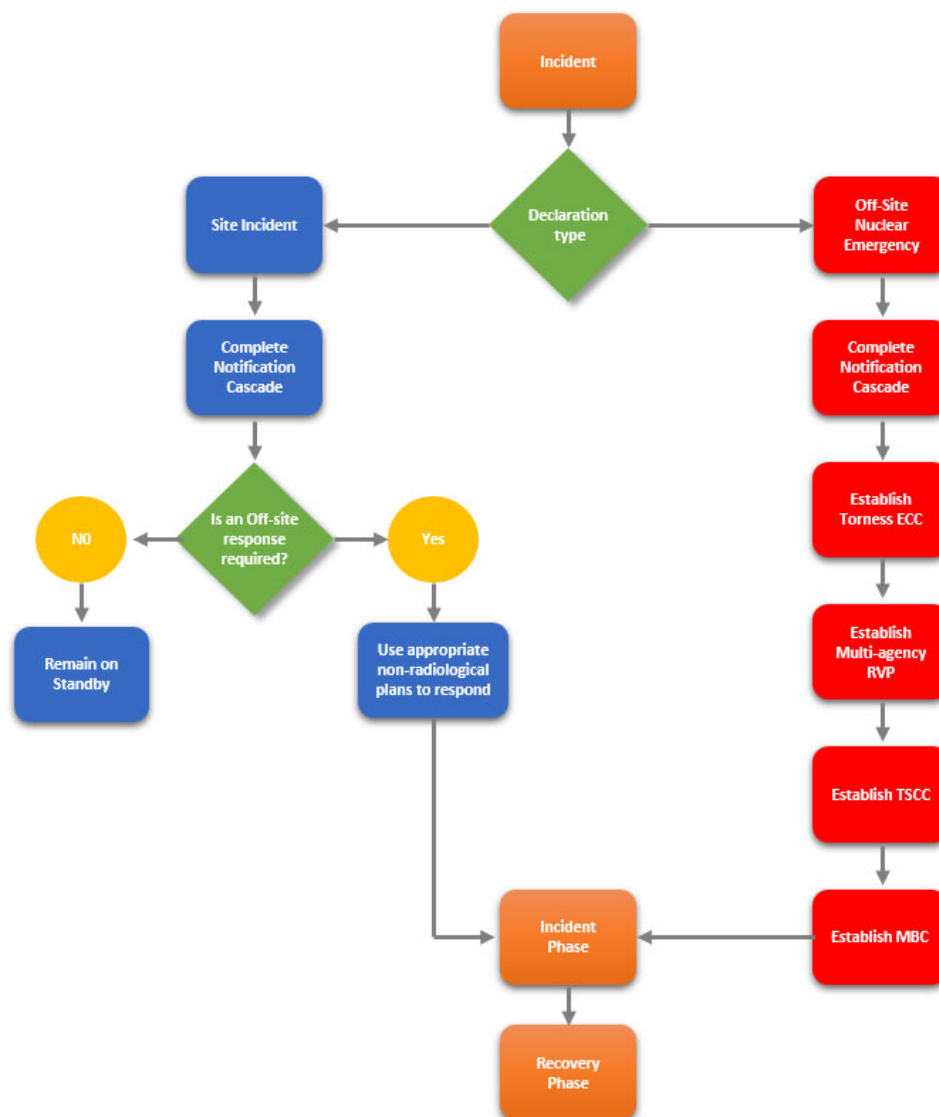 Incident
Declaration
type
Site Incident
Off-Site
Nuclear
Emergency
Complete
Notification
Cascade
Complete
Notification
Cascade
Is an Off-site
response
required?
N0
Yes
Establish
Torness ECC
Remain on
Standby
Use appropriate
non-radiological
plans to respond
Establish
Multi-agency
RVP
Establish TSCC
Incident
Phase
Establish MBC
Recovery
Phase